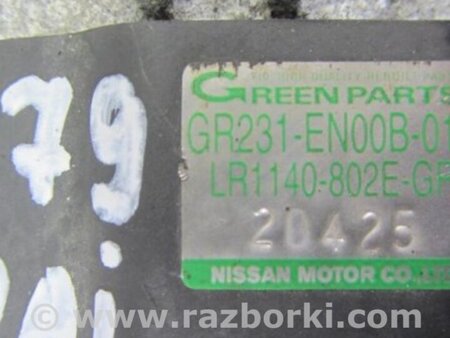 GREEN PARTS
GR231-EN00B-01
LR1140-802E-GR
20425
NISSAN MOTOR CO.,LTD
79
www.razborki.com